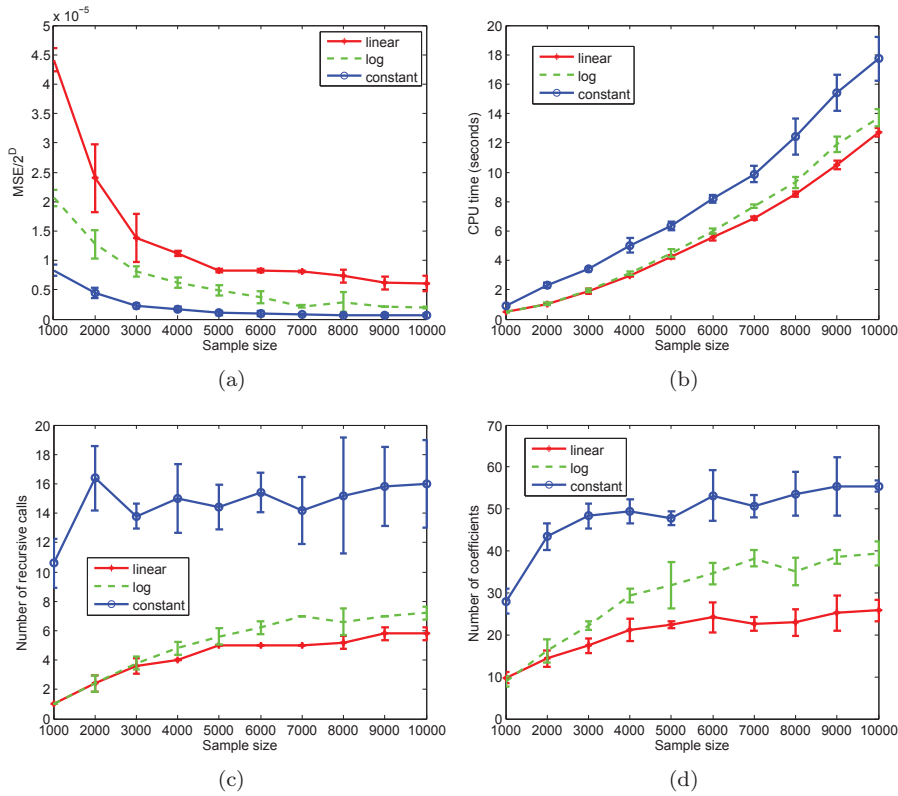 5 x 10⁻⁵
4.5
4
3.5
3
2.5
2
1.5
1
0.5
0
MSE/2ᴰ
linear
log
constant
1000 2000 3000 4000 5000 6000 7000 8000 9000 10000
Sample size
(a)
20
18
16
14
12
10
8
6
4
2
0
CPU time (seconds)
linear
log
constant
1000 2000 3000 4000 5000 6000 7000 8000 9000 10000
Sample size
(b)
20
18
16
14
12
10
8
6
4
2
0
Number of recursive calls
linear
log
constant
1000 2000 3000 4000 5000 6000 7000 8000 9000 10000
Sample size
(c)
70
60
50
40
30
20
10
0
Number of coefficients
linear
log
constant
1000 2000 3000 4000 5000 6000 7000 8000 9000 10000
Sample size
(d)